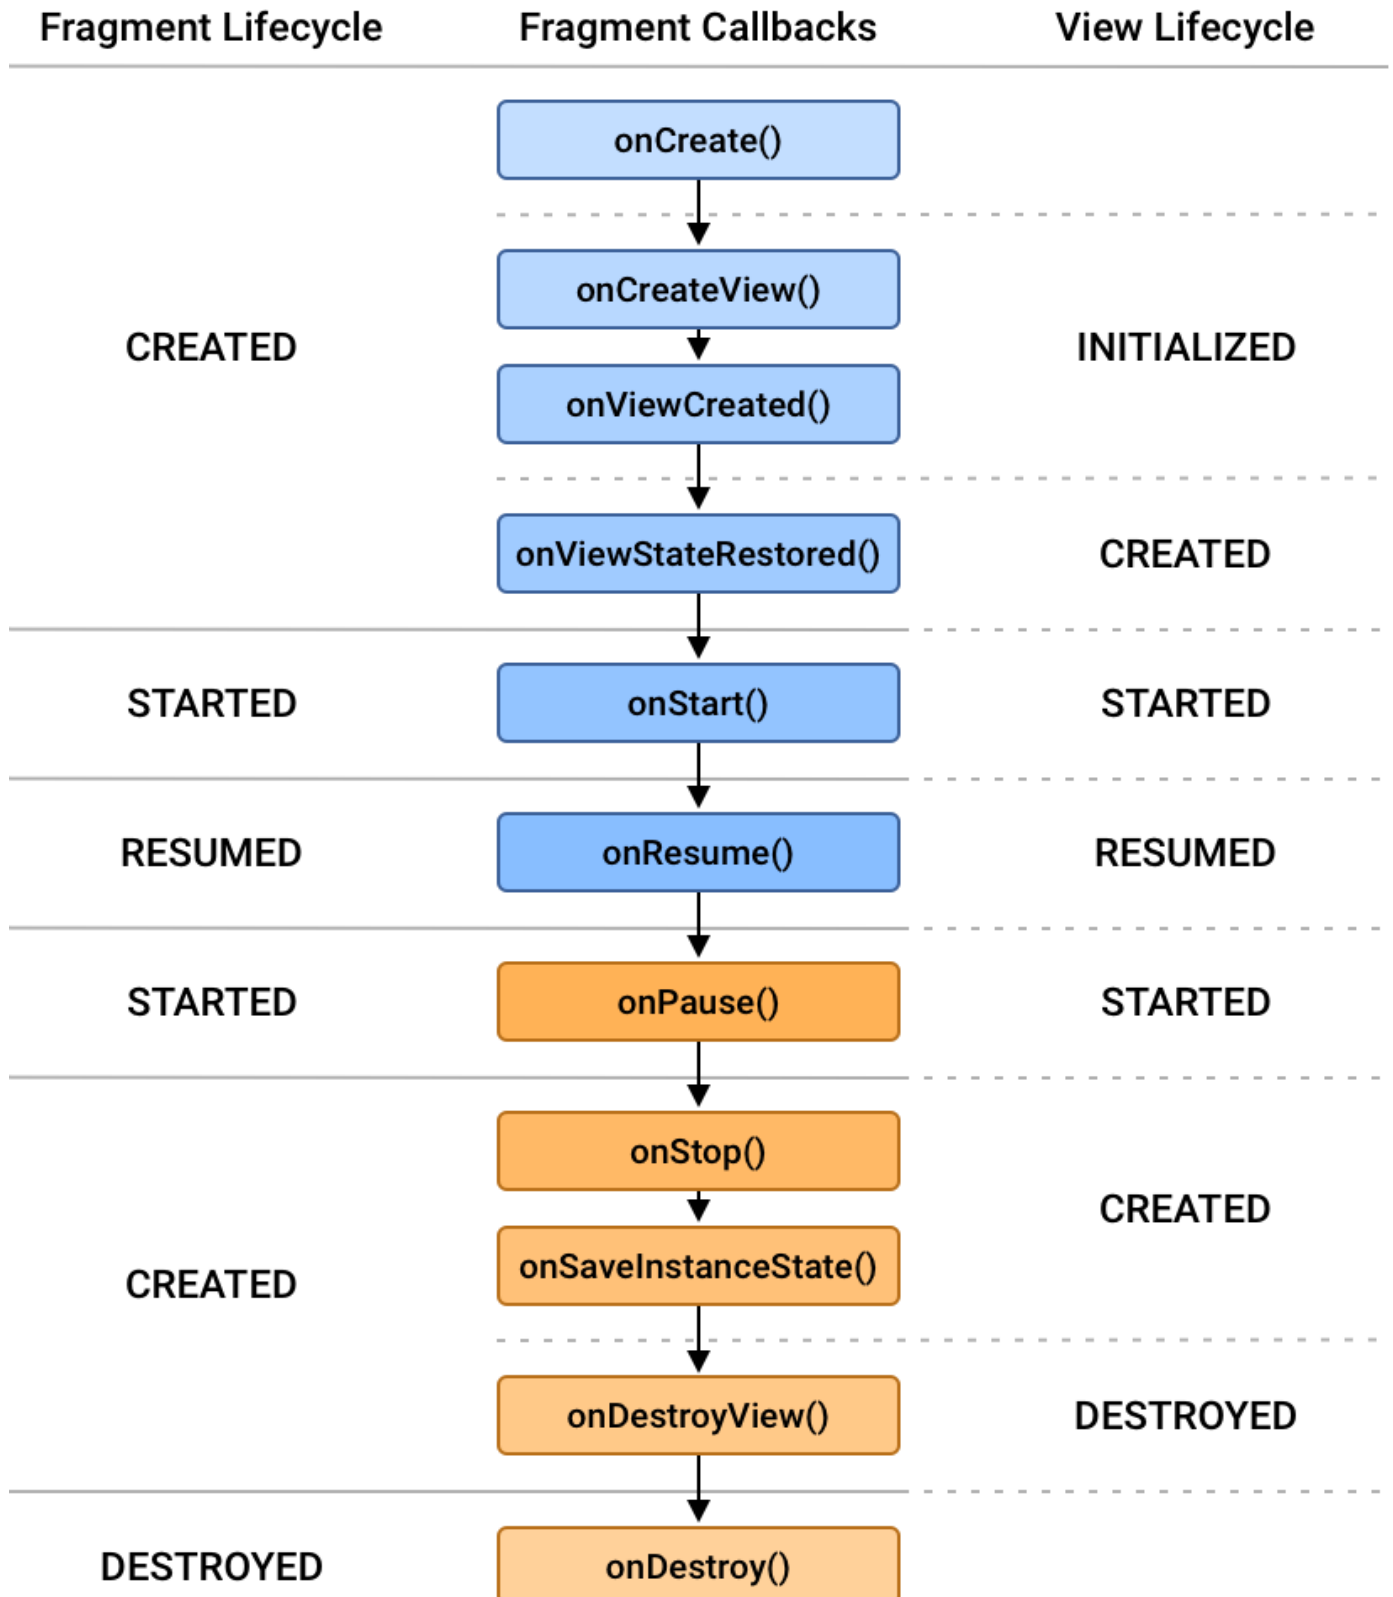 Fragment Lifecycle Fragment Callbacks View Lifecycle
onCreate()
onCreateView()
CREATED INITIALIZED
onViewCreated()
onViewStateRestored() CREATED
STARTED onStart() STARTED
RESUMED onResume() RESUMED
STARTED onPause() STARTED
onStop()
CREATED
onSaveInstanceState()
CREATED
onDestroyView() DESTROYED
DESTROYED onDestroy()